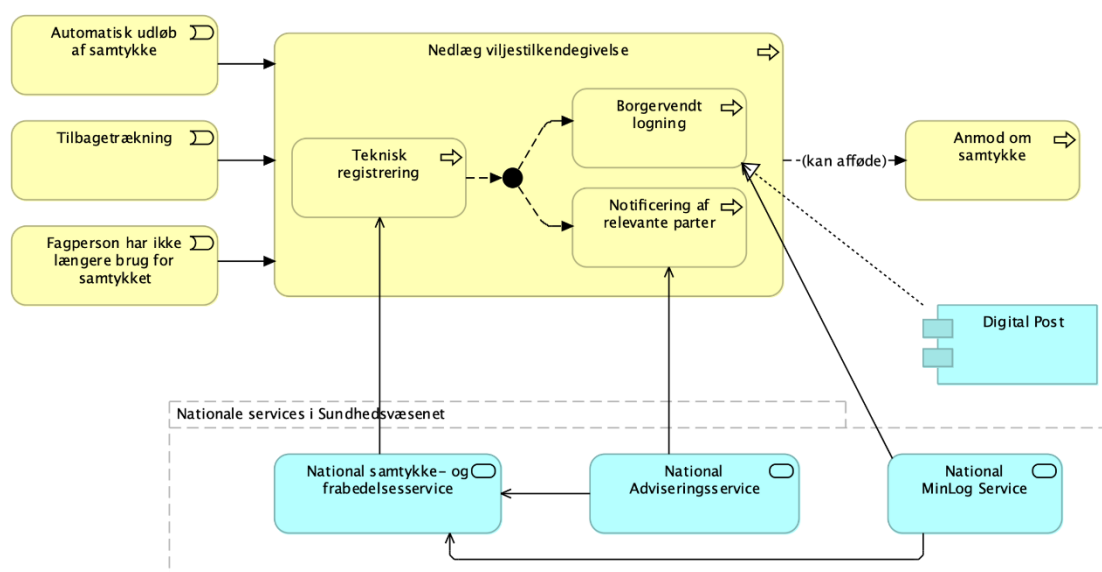 Automatisk udløb
af samtykke
Tilbagetrækning
Fagperson har ikke
længere brug for
samtykket
Nedlæg viljestilkendegivelse
Teknisk
registrering
Borgervendt
logning
Notificering af
relevante parter
(kan afføde)
Anmod om
samtykke
Digital Post
Nationale services i Sundhedsvæsenet
National samtykke- og
frabedelsesservice
National
Adviseringsservice
National
MinLog Service